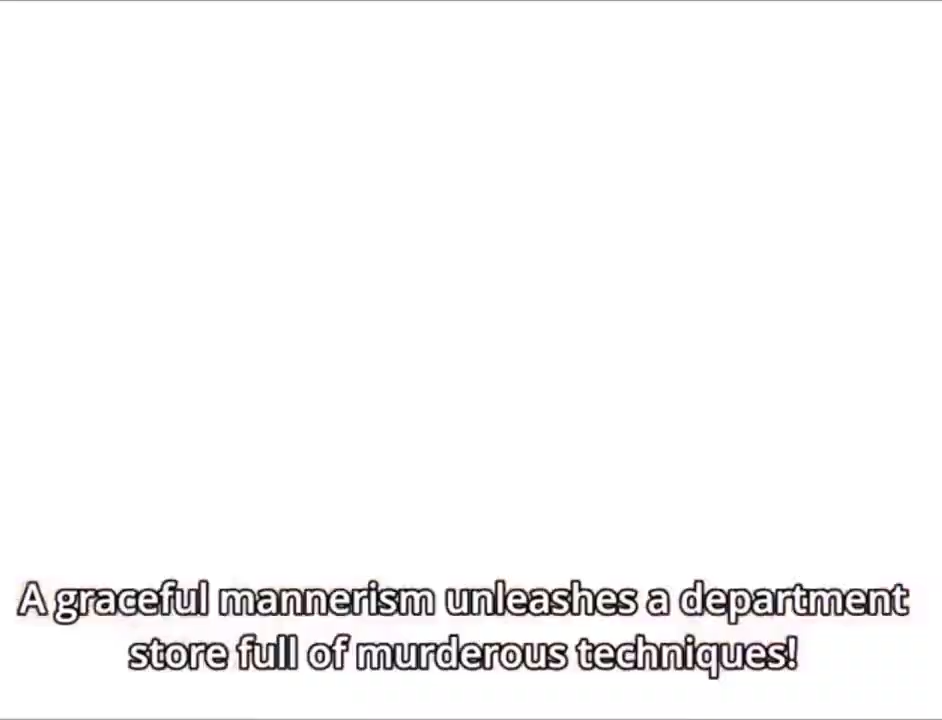 A graceful mannerism unleashes a department
store full of murderous techniques!